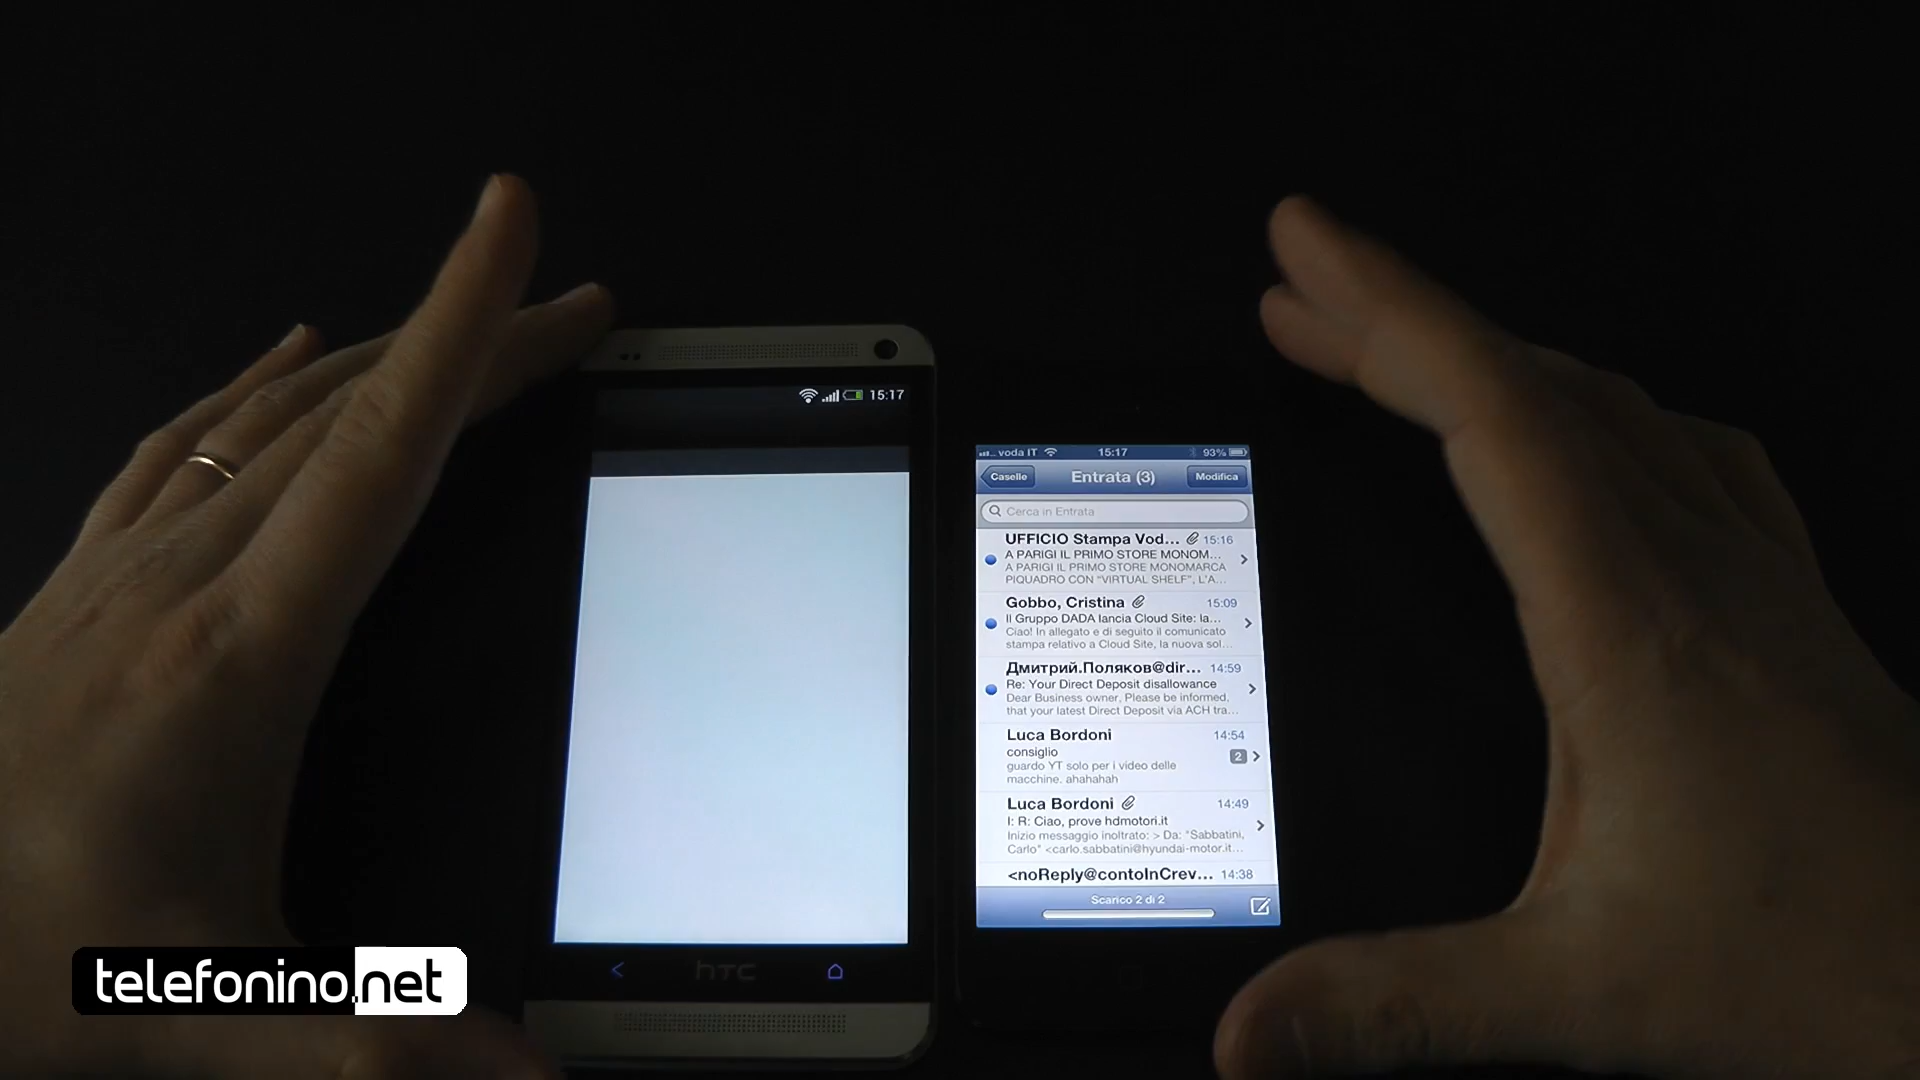 15:17
hTC
voda IT
15:17
93%
Caselle
Entrata (3)
Modifica
Cerca in Entrata
UFFICIO Stampa Vod... 15:16
A PARIGI IL PRIMO STORE MONOM...
A PARIGI IL PRIMO STORE MONOMARCA
PIQUADRO CON “VIRTUAL SHELF”, L'A...
Gobbo, Cristina 15:09
Il Gruppo DADA lancia Cloud Site: la...
Ciao! In allegato e di seguito il comunicato
stampa relativo a Cloud Site, la nuova sol...
Дмитрий.Поляков@dir... 14:59
Re: Your Direct Deposit disallowance
Dear Business owner, Please be informed,
that your latest Direct Deposit via ACH tra...
Luca Bordoni 14:54
consiglio
2
guardo YT solo per i video delle
macchine. ahahahah
Luca Bordoni 14:49
I: R: Ciao, prove hdmotori.it
Inizio messaggio inoltrato: > Da: "Sabbatini,
Carlo" <carlo.sabbatini@hyundai-motor.it...
<noReply@contoInCrev... 14:38
Scarico 2 di 2
telefonino.net